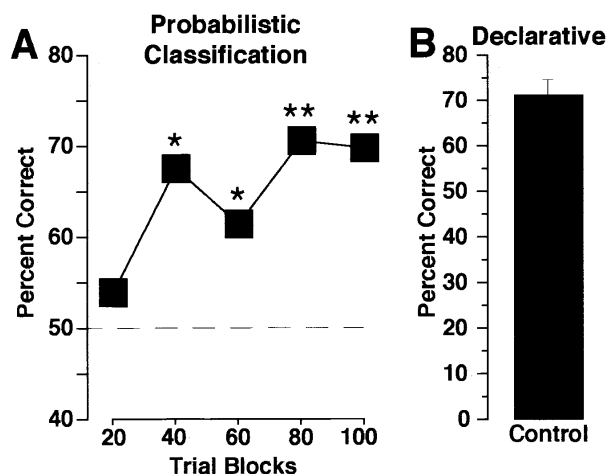 A
Probabilistic
Classification
80
70
60
50
40
Percent Correct
*
*
**
**
20 40 60 80 100
Trial Blocks
B
Declarative
80
70
60
50
40
30
20
10
0
Percent Correct
Control